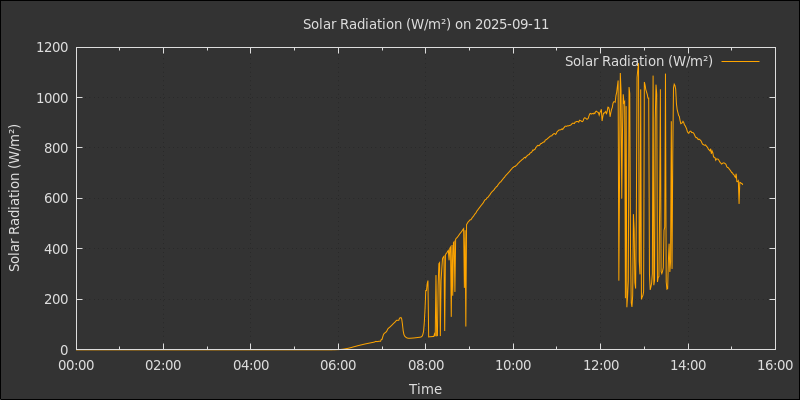 Solar Radiation (W/m²) on 2025-09-11
Solar Radiation (W/m²)
Solar Radiation (W/m²)
1200
1000
800
600
400
200
0
00:00 02:00 04:00 06:00 08:00 10:00 12:00 14:00 16:00
Time